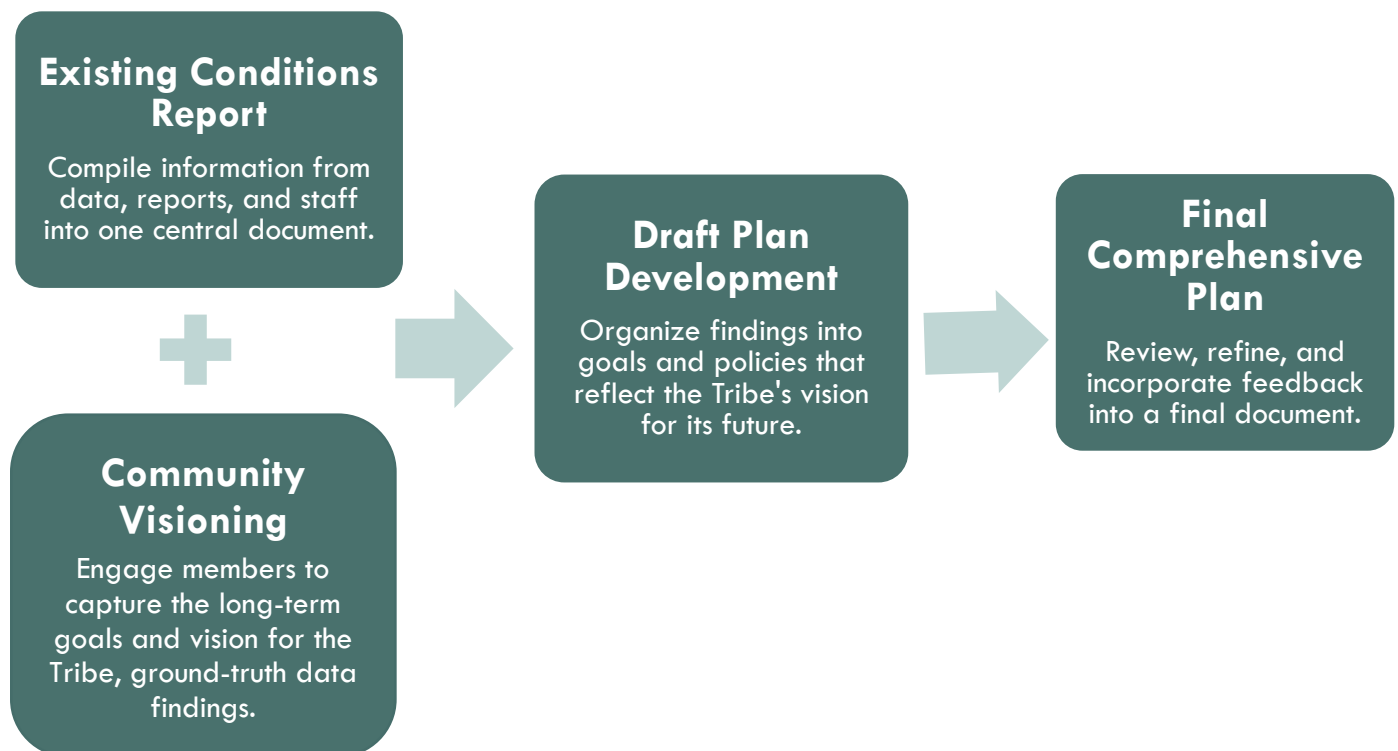 Existing Conditions
Report
Compile information from
data, reports, and staff
into one central document.
Community
Visioning
Engage members to
capture the long-term
goals and vision for the
Tribe, ground-truth data
findings.
Draft Plan
Development
Organize findings into
goals and policies that
reflect the Tribe's vision
for its future.
Final
Comprehensive
Plan
Review, refine, and
incorporate feedback
into a final document.